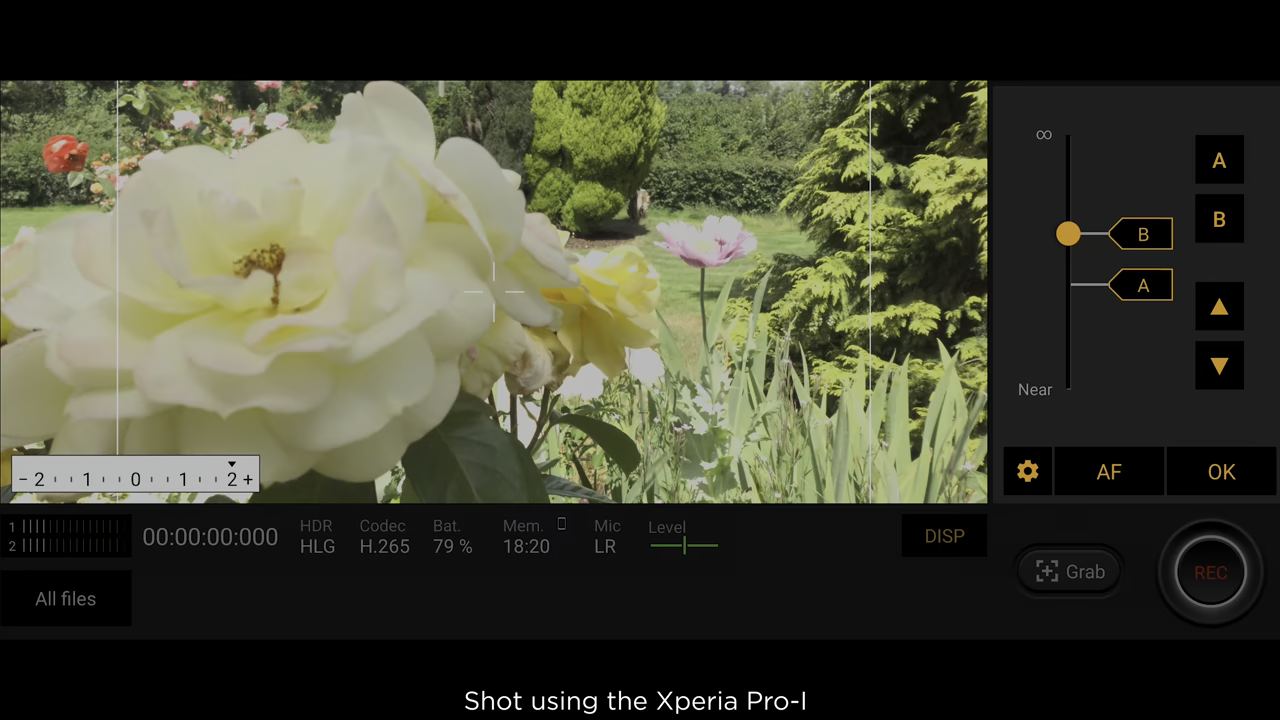 ∞
A
B
B
A
Near
AF
OK
− 2 1 0 1 2 +
1
2
00:00:00:000
HDR
HLG
Codec
H.265
Bat.
79 %
Mem.
18:20
Mic
LR
Level
DISP
Grab
REC
All files
Shot using the Xperia Pro-I